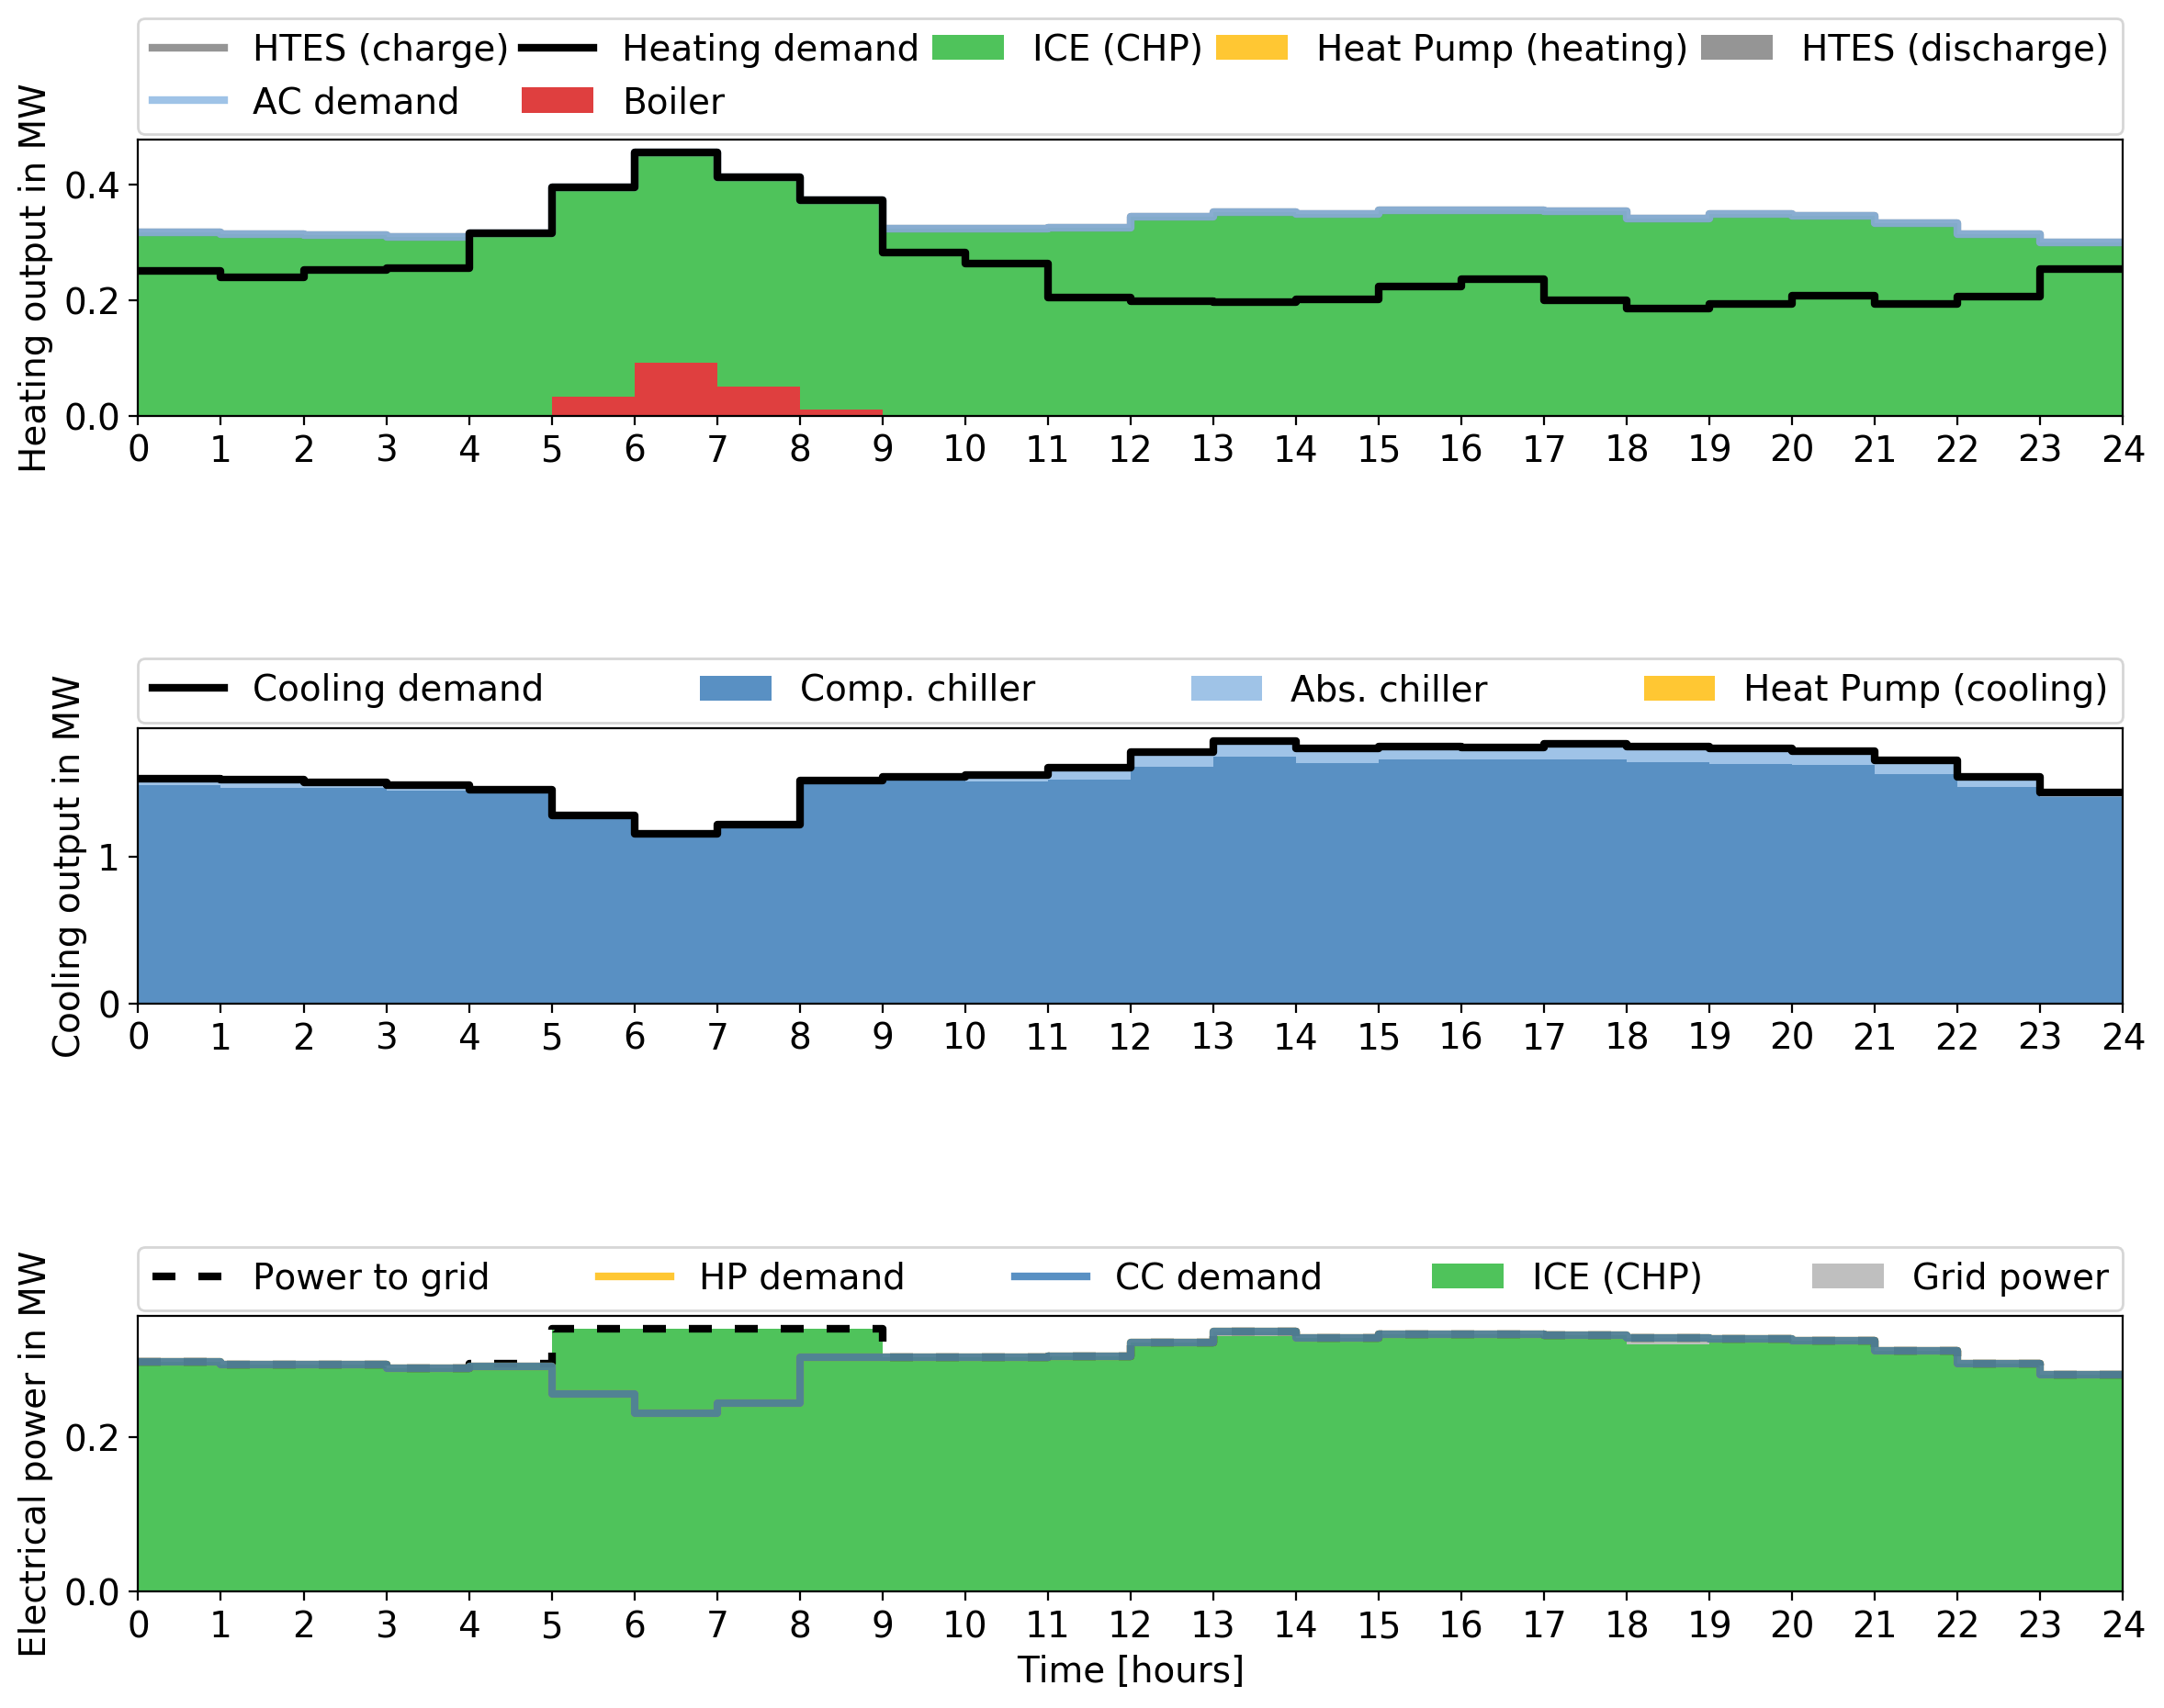 HTES (charge) Heating demand ICE (CHP) Heat Pump (heating) HTES (discharge)
AC demand Boiler
Heating output in MW
0.4
0.2
0.0
0 1 2 3 4 5 6 7 8 9 10 11 12 13 14 15 16 17 18 19 20 21 22 23 24
Cooling demand Comp. chiller Abs. chiller Heat Pump (cooling)
Cooling output in MW
1
0
0 1 2 3 4 5 6 7 8 9 10 11 12 13 14 15 16 17 18 19 20 21 22 23 24
Power to grid HP demand CC demand ICE (CHP) Grid power
Electrical power in MW
0.2
0.0
0 1 2 3 4 5 6 7 8 9 10 11 12 13 14 15 16 17 18 19 20 21 22 23 24
Time [hours]